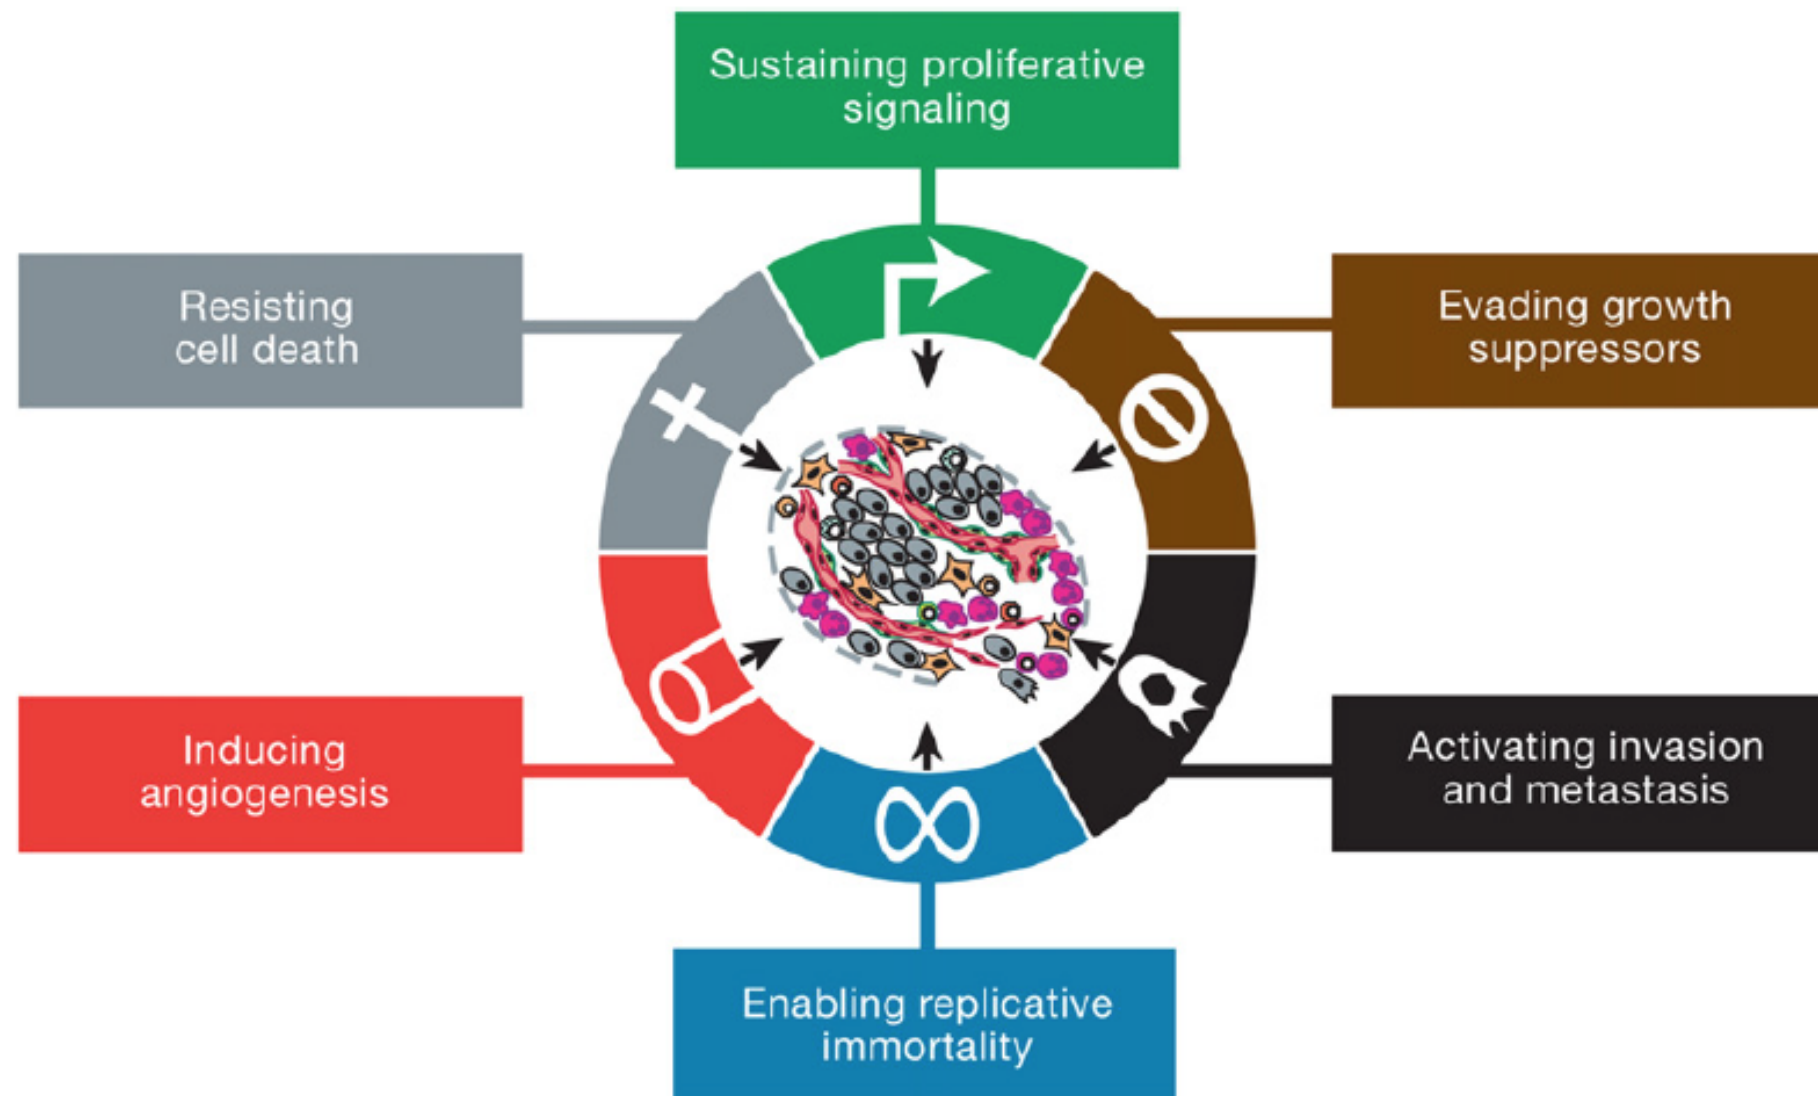 Sustaining proliferative
signaling
Resisting
cell death
Evading growth
suppressors
Inducing
angiogenesis
Activating invasion
and metastasis
Enabling replicative
immortality